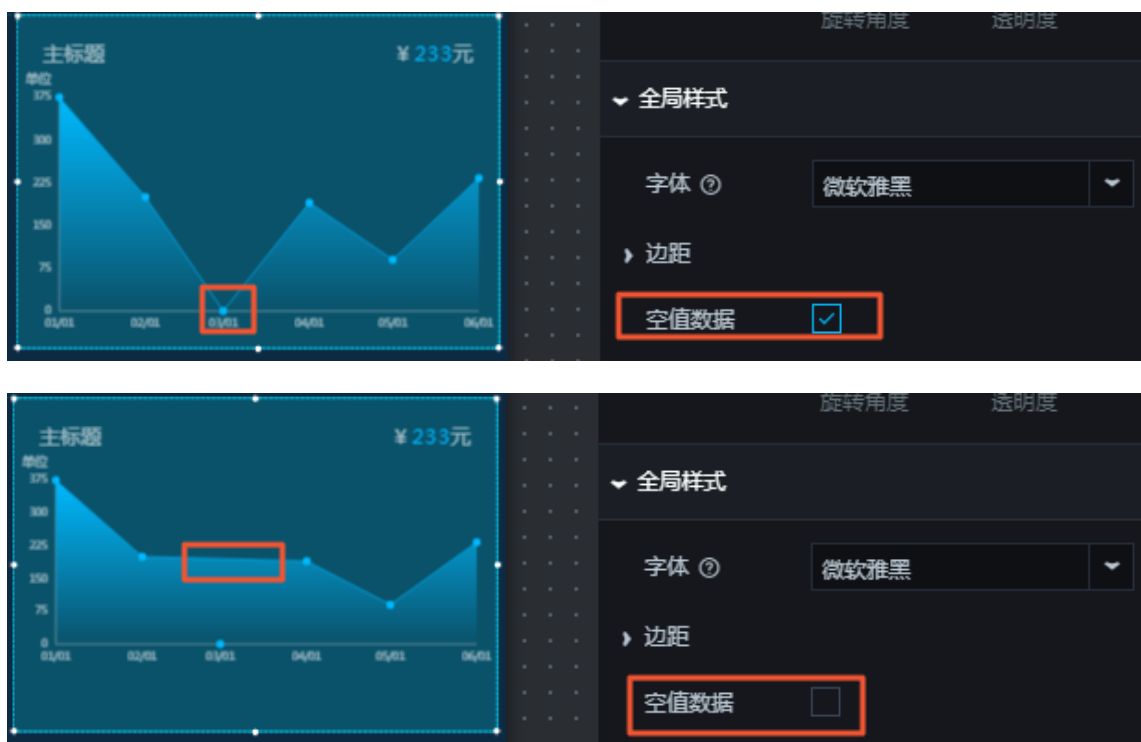 旋转角度 透明度
主标题 ¥ 233元
单位
375
300
225
150
75
0
01/01 02/01 03/01 04/01 05/01 06/01
全局样式
字体 ?
微软雅黑
边距
空值数据
旋转角度 透明度
主标题 ¥ 233元
单位
375
300
225
150
75
0
01/01 02/01 03/01 04/01 05/01 06/01
全局样式
字体 ?
微软雅黑
边距
空值数据